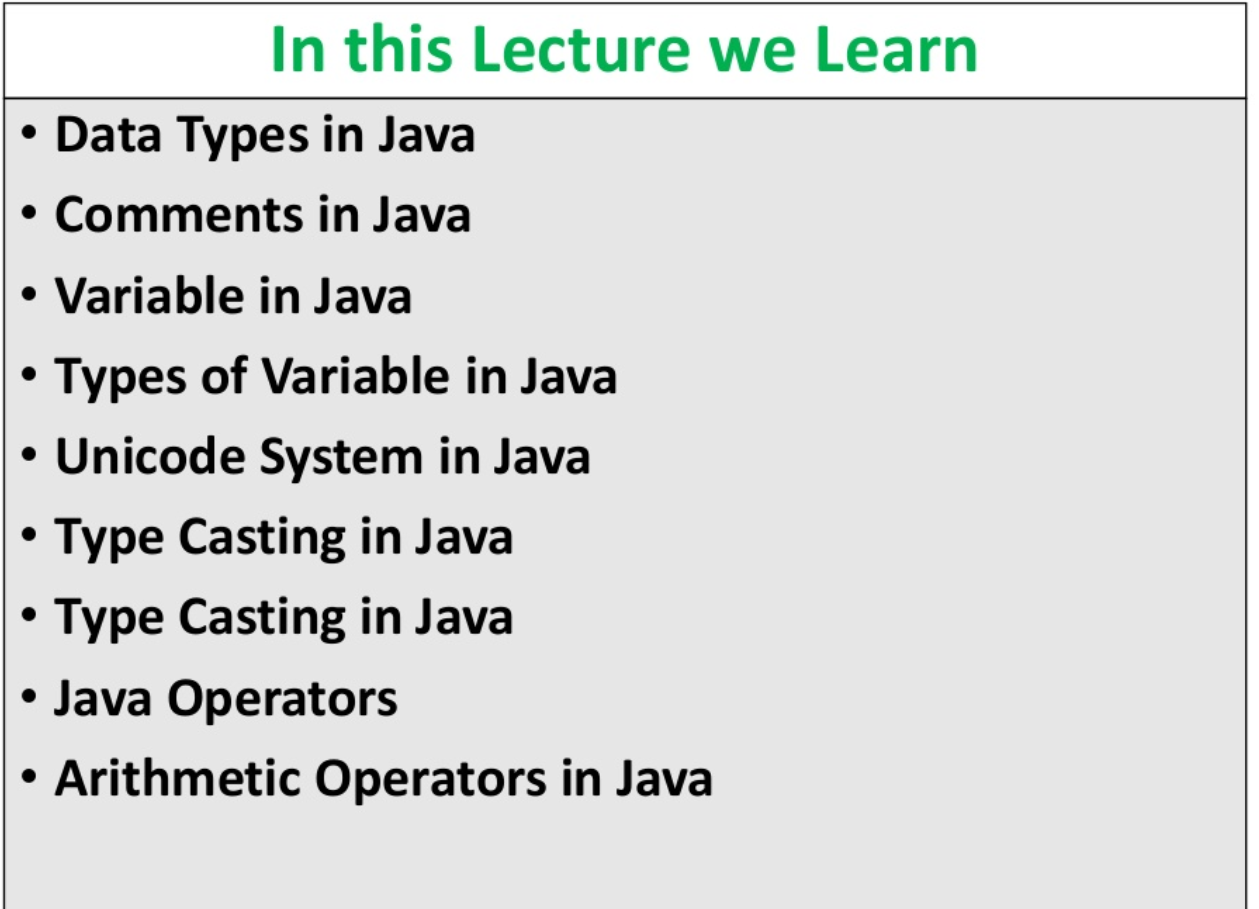 In this Lecture we Learn
• Data Types in Java
• Comments in Java
• Variable in Java
• Types of Variable in Java
• Unicode System in Java
• Type Casting in Java
• Type Casting in Java
• Java Operators
• Arithmetic Operators in Java